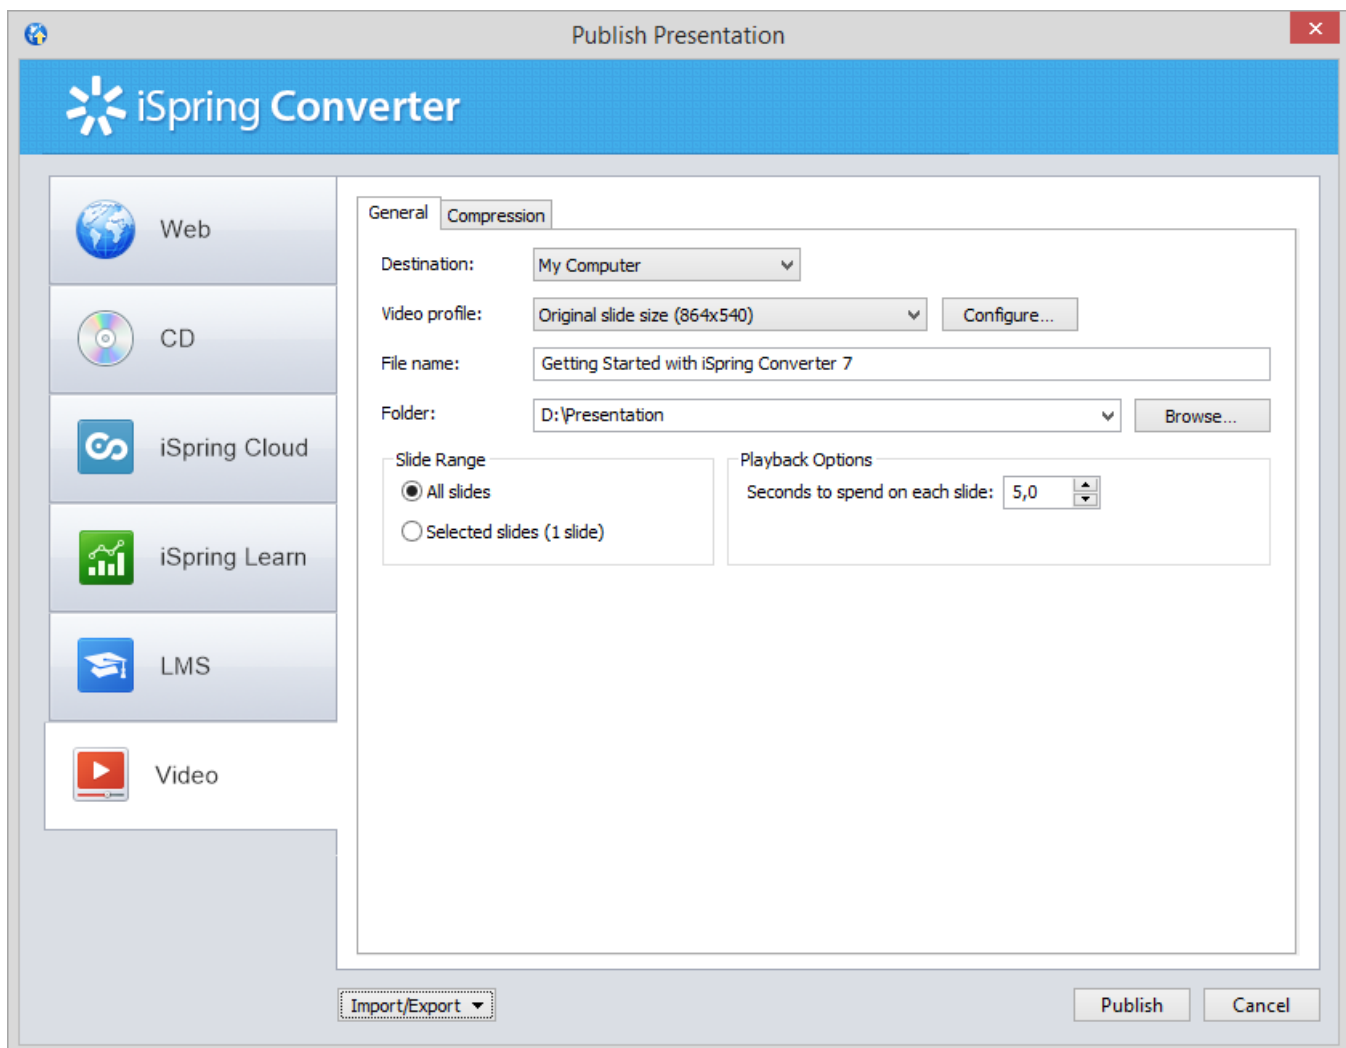 Publish Presentation
iSpring Converter
Web
CD
iSpring Cloud
iSpring Learn
LMS
Video
General
Compression
Destination:
My Computer
Video profile:
Original slide size (864x540)
Configure...
File name:
Getting Started with iSpring Converter 7
Folder:
D:\Presentation
Browse...
Slide Range
All slides
Selected slides (1 slide)
Playback Options
Seconds to spend on each slide: 5,0
Import/Export
Publish
Cancel